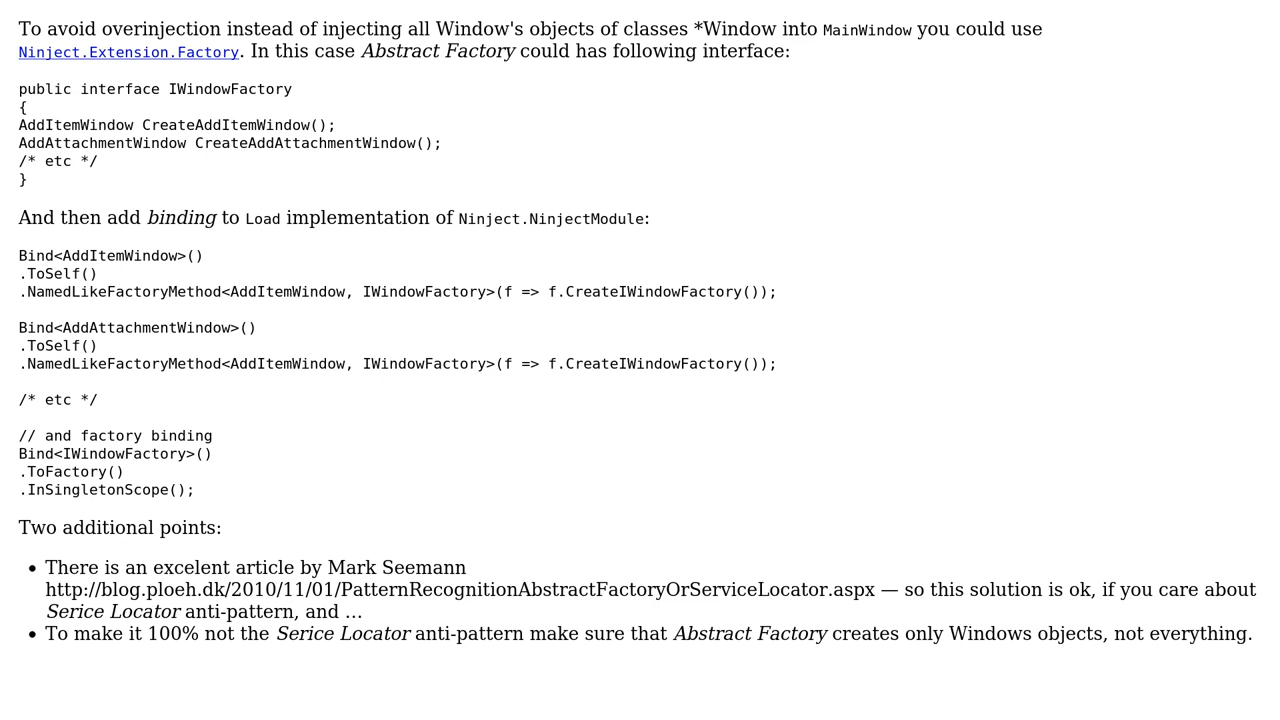 To avoid overinjection instead of injecting all Window's objects of classes *Window into MainWindow you could use
Ninject.Extension.Factory. In this case Abstract Factory could has following interface:
public interface IWindowFactory
{
AddItemWindow CreateAddItemWindow();
AddAttachmentWindow CreateAddAttachmentWindow();
/* etc */
}
And then add binding to Load implementation of Ninject.NinjectModule:
Bind<AddItemWindow>()
.ToSelf()
.NamedLikeFactoryMethod<AddItemWindow, IWindowFactory>(f => f.CreateIWindowFactory());
Bind<AddAttachmentWindow>()
.ToSelf()
.NamedLikeFactoryMethod<AddItemWindow, IWindowFactory>(f => f.CreateIWindowFactory());
/* etc */
// and factory binding
Bind<IWindowFactory>()
.ToFactory()
.InSingletonScope();
Two additional points:
• There is an excelent article by Mark Seemann
http://blog.ploeh.dk/2010/11/01/PatternRecognitionAbstractFactoryOrServiceLocator.aspx — so this solution is ok, if you care about
Serice Locator anti-pattern, and …
• To make it 100% not the Serice Locator anti-pattern make sure that Abstract Factory creates only Windows objects, not everything.